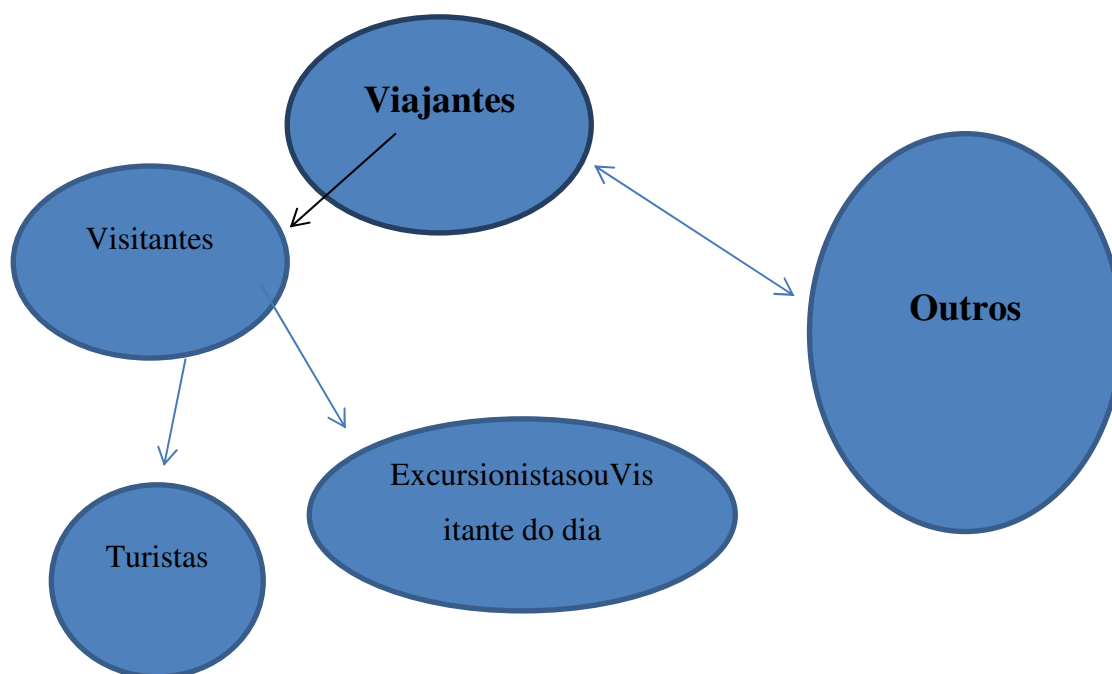 Viajantes
Visitantes
Outros
ExcursionistasouVis
itante do dia
Turistas